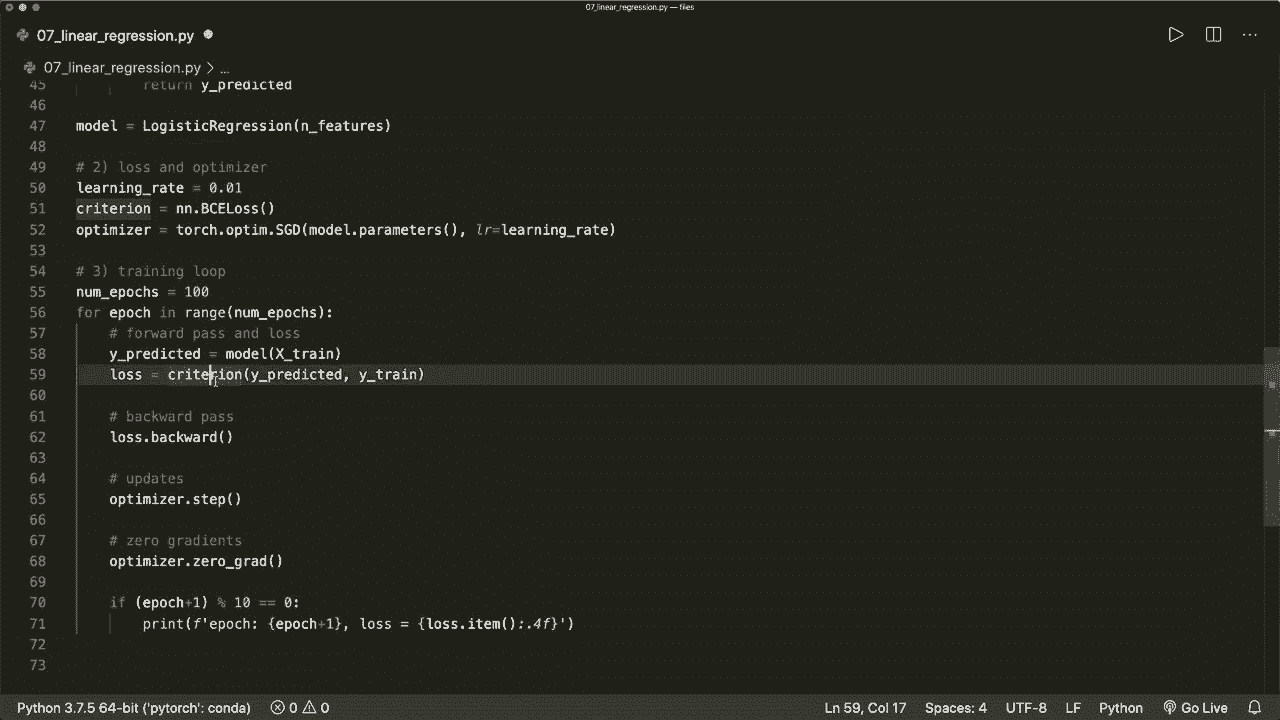 07_linear_regression.py — files
07_linear_regression.py
07_linear_regression.py > ...
45 return y_predicted
46
47 model = LogisticRegression(n_features)
48
49 # 2) loss and optimizer
50 learning_rate = 0.01
51 criterion = nn.BCELoss()
52 optimizer = torch.optim.SGD(model.parameters(), lr=learning_rate)
53
54 # 3) training loop
55 num_epochs = 100
56 for epoch in range(num_epochs):
57 # forward pass and loss
58 y_predicted = model(X_train)
59 loss = criterion(y_predicted, y_train)
60
61 # backward pass
62 loss.backward()
63
64 # updates
65 optimizer.step()
66
67 # zero gradients
68 optimizer.zero_grad()
69
70 if (epoch+1) % 10 == 0:
71 print(f'epoch: {epoch+1}, loss = {loss.item():.4f}')
72
73
Python 3.7.5 64-bit ('pytorch': conda) 0 0 Ln 59, Col 17 Spaces: 4 UTF-8 LF Python Go Live